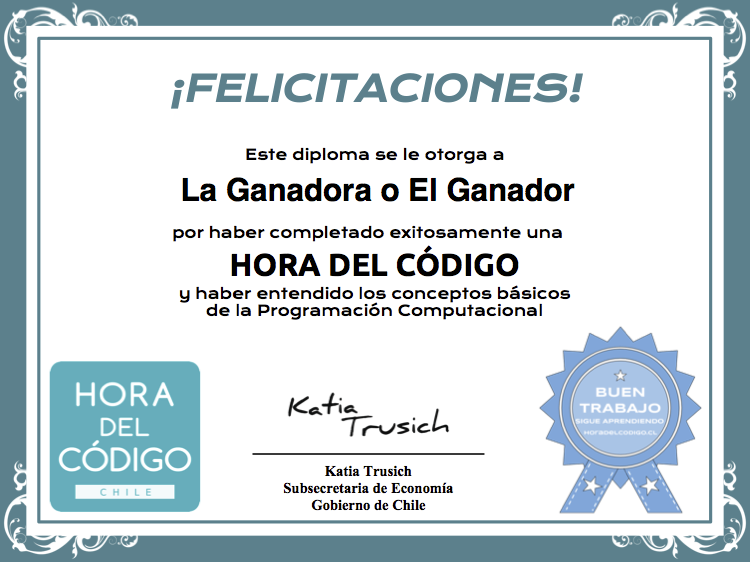 ¡FELICITACIONES!
Este diploma se le otorga a
La Ganadora o El Ganador
por haber completado exitosamente una
HORA DEL CÓDIGO
y haber entendido los conceptos básicos
de la Programación Computacional
HORA
DEL
CÓDIGO
CHILE
Katia
Trusich
Katia Trusich
Subsecretaria de Economía
Gobierno de Chile
BUEN
TRABAJO
SIGUE APRENDIENDO
HORADELCODIGO.CL